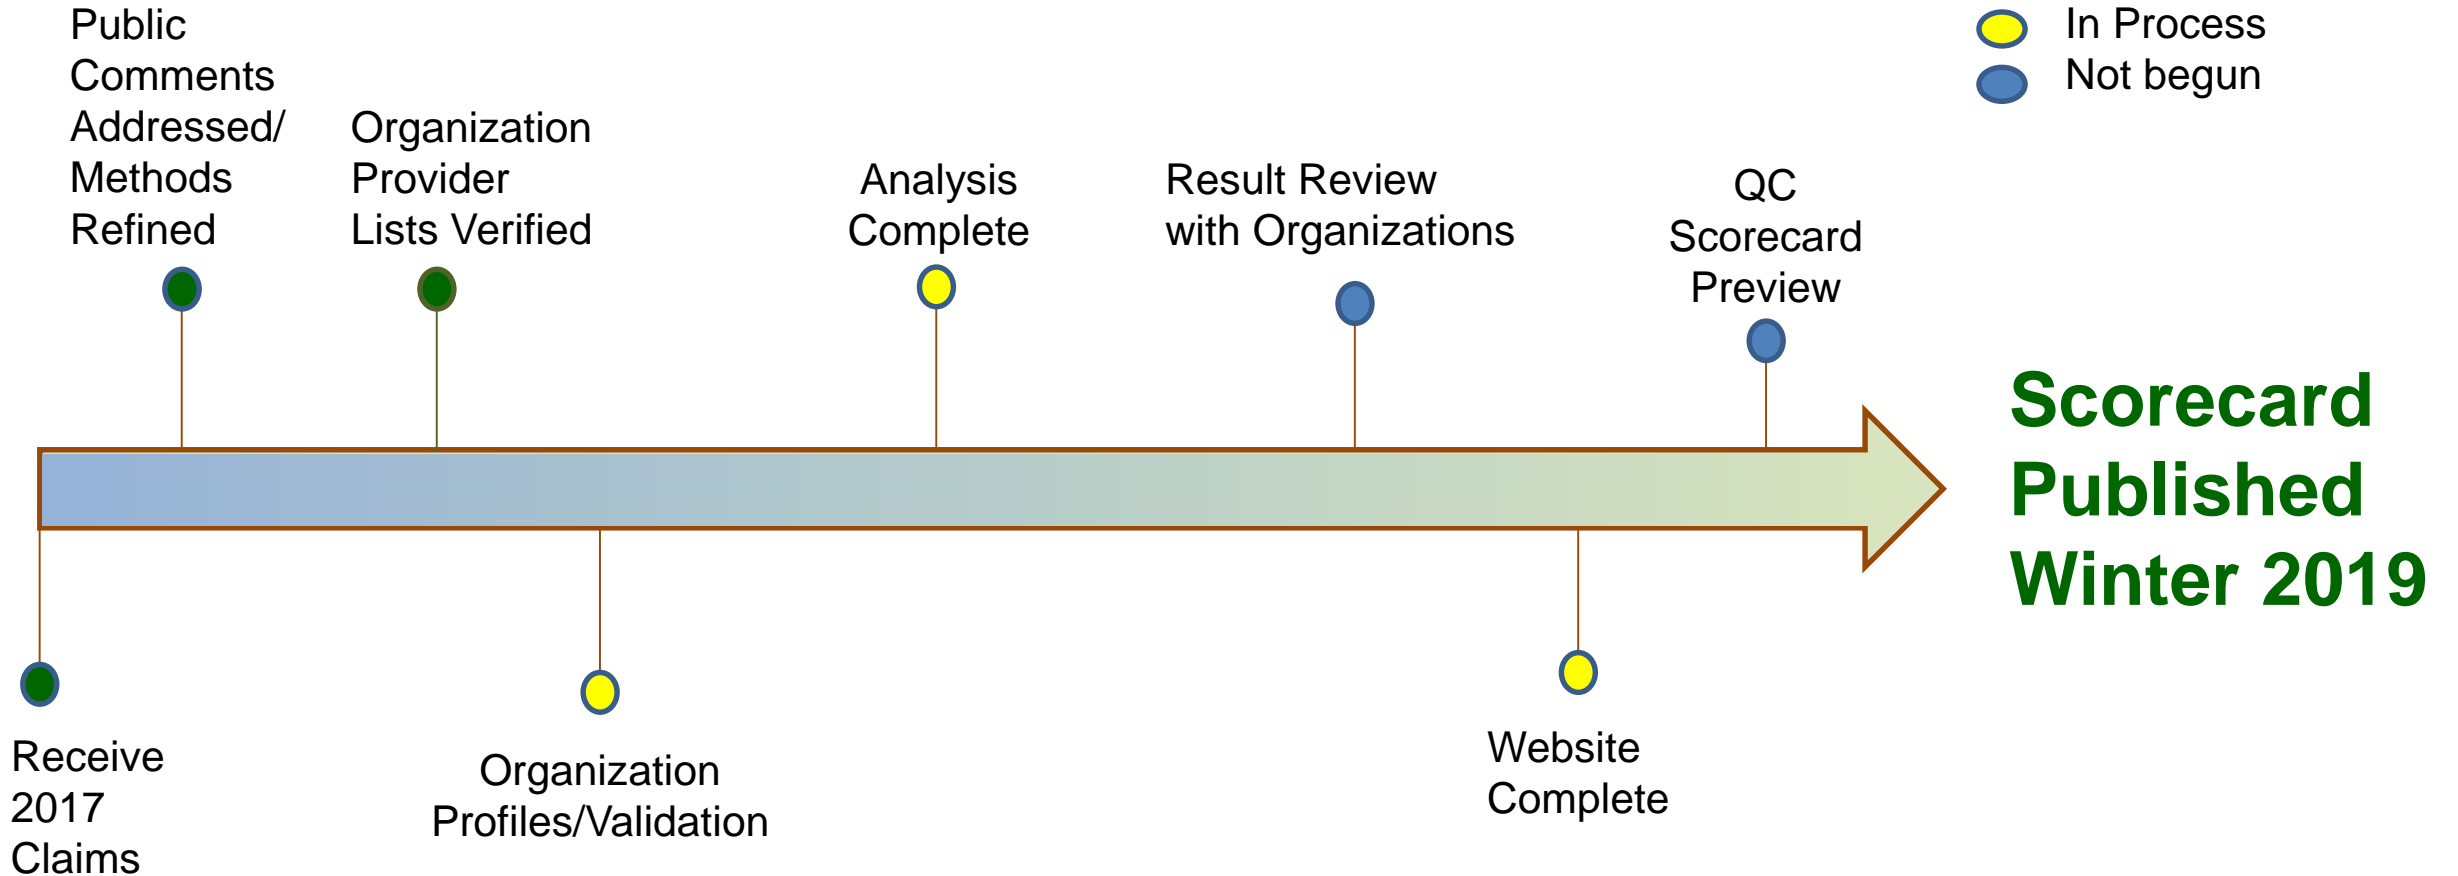 Public
Comments
Addressed/
Methods
Refined
Organization
Provider
Lists Verified
Analysis
Complete
Result Review
with Organizations
QC
Scorecard
Preview
In Process
Not begun
Scorecard
Published
Winter 2019
Receive
2017
Claims
Organization
Profiles/Validation
Website
Complete